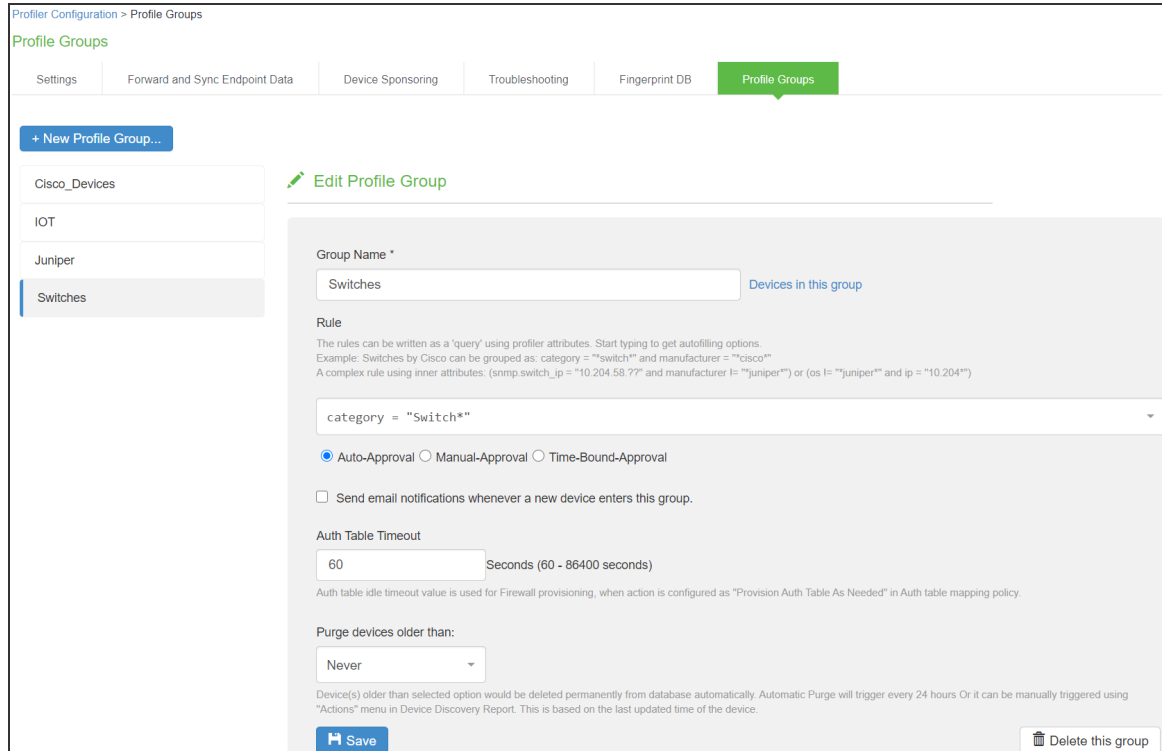 Profiler Configuration > Profile Groups
Profile Groups
Settings
Forward and Sync Endpoint Data
Device Sponsoring
Troubleshooting
Fingerprint DB
Profile Groups
+ New Profile Group...
Cisco_Devices
IOT
Juniper
Switches
Edit Profile Group
Group Name *
Switches
Devices in this group
Rule
The rules can be written as a 'query' using profiler attributes. Start typing to get autofilling options.
Example: Switches by Cisco can be grouped as: category = "*switch*" and manufacturer = "*cisco*"
A complex rule using inner attributes: (snmp.switch_ip = "10.204.58.??" and manufacturer != "*juniper*") or (os != "*juniper*" and ip = "10.204*")
category = "Switch*"
Auto-Approval Manual-Approval Time-Bound-Approval
Send email notifications whenever a new device enters this group.
Auth Table Timeout
60 Seconds (60 - 86400 seconds)
Auth table idle timeout value is used for Firewall provisioning, when action is configured as "Provision Auth Table As Needed" in Auth table mapping policy.
Purge devices older than:
Never
Device(s) older than selected option would be deleted permanently from database automatically. Automatic Purge will trigger every 24 hours Or it can be manually triggered using
"Actions" menu in Device Discovery Report. This is based on the last updated time of the device.
Save
Delete this group